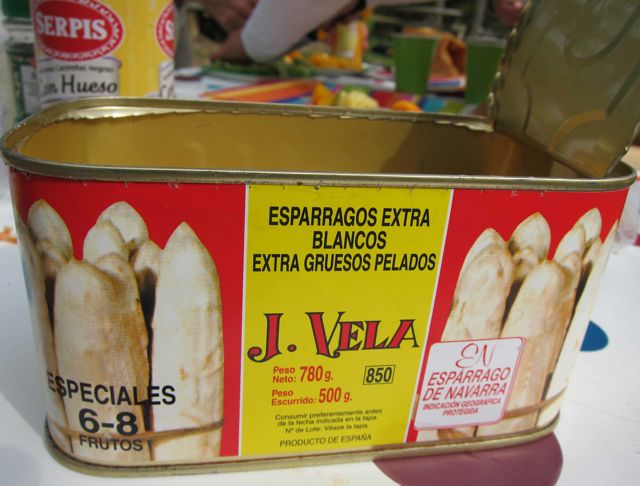 SERPIS
con Hueso
ESPARRAGOS EXTRA
BLANCOS
EXTRA GRUESOS PELADOS
J. VELA
Peso
Neto: 780 g.
850
Peso
Escurrido: 500 g.
Consumir preferentemente antes
de la fecha indicada en la tapa.
Nº de Lote: Véase la tapa.
PRODUCTO DE ESPAÑA
ESPECIALES
6-8
FRUTOS
EN
ESPÁRRAGO
DE NAVARRA
INDICACIÓN GEOGRÁFICA
PROTEGIDA